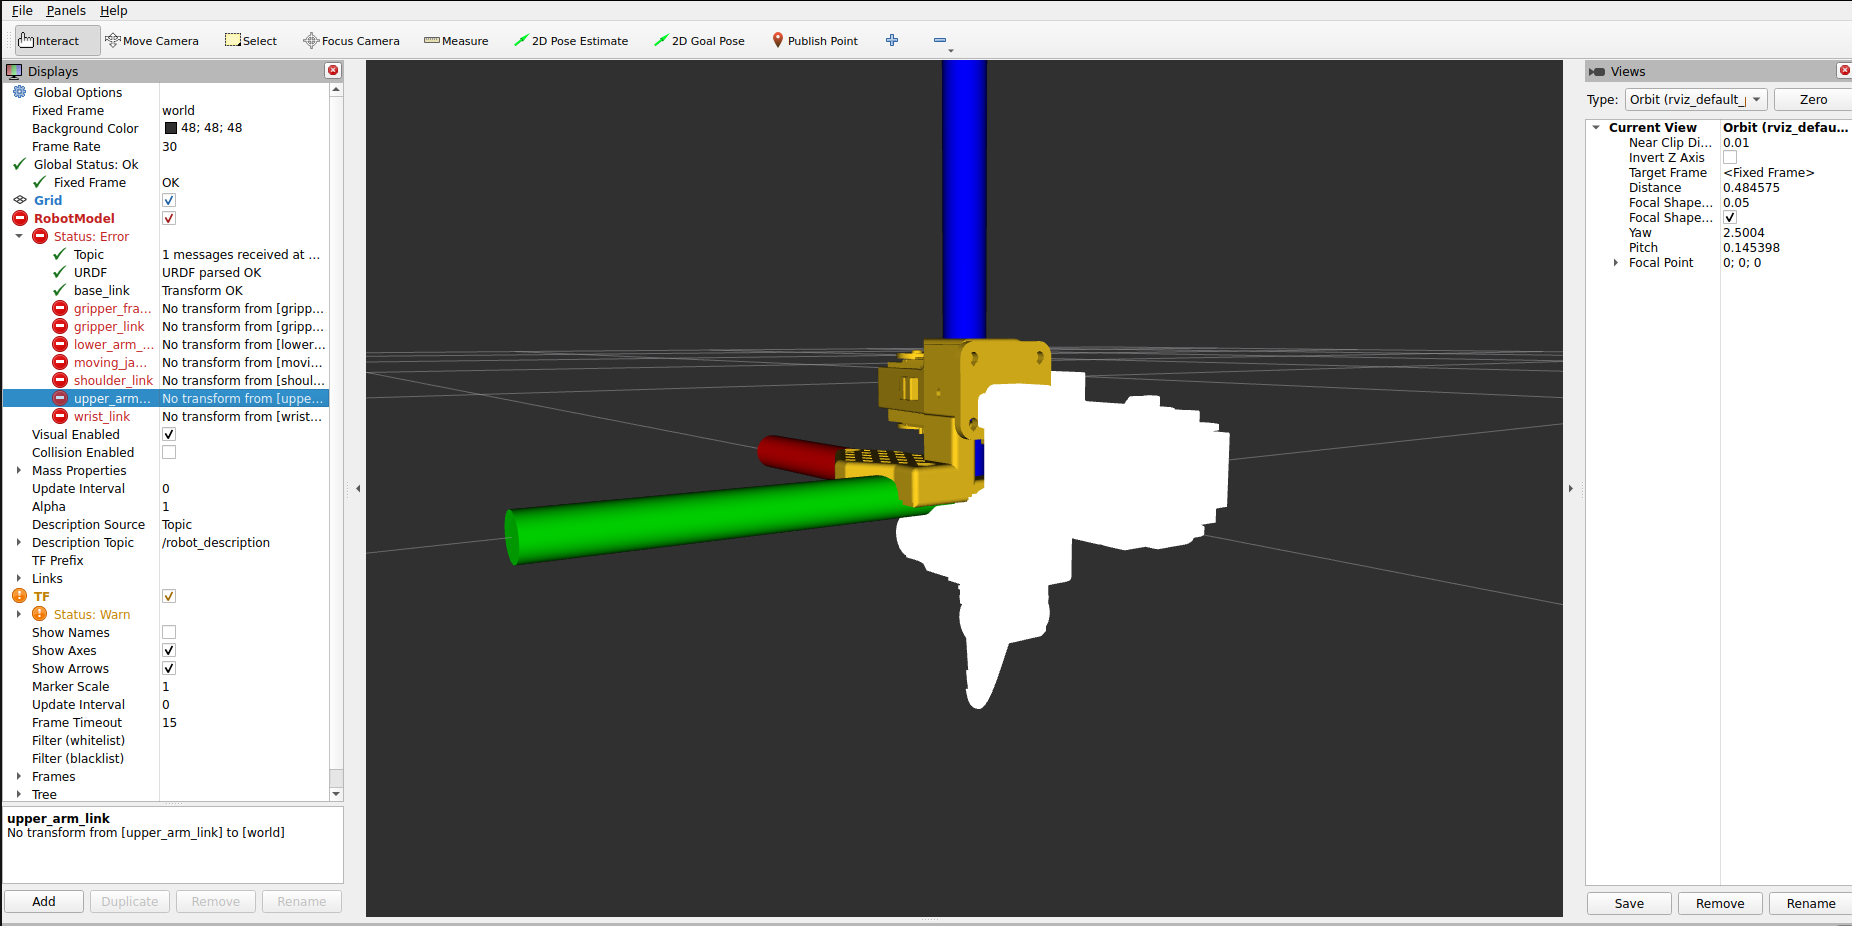 File Panels Help
Interact Move Camera Select Focus Camera Measure 2D Pose Estimate 2D Goal Pose Publish Point
Displays
Global Options
Fixed Frame world
Background Color 48; 48; 48
Frame Rate 30
Global Status: Ok
Fixed Frame OK
Grid
RobotModel
Status: Error
Topic 1 messages received at ...
URDF URDF parsed OK
base_link Transform OK
gripper_fra... No transform from [gripp...
gripper_link No transform from [gripp...
lower_arm_... No transform from [lower...
moving_ja... No transform from [movi...
shoulder_link No transform from [shoul...
upper_arm... No transform from [uppe...
wrist_link No transform from [wrist...
Visual Enabled
Collision Enabled
Mass Properties
Update Interval 0
Alpha 1
Description Source Topic
Description Topic /robot_description
TF Prefix
Links
TF
Status: Warn
Show Names
Show Axes
Show Arrows
Marker Scale 1
Update Interval 0
Frame Timeout 15
Filter (whitelist)
Filter (blacklist)
Frames
Tree
upper_arm_link
No transform from [upper_arm_link] to [world]
Add Duplicate Remove Rename
Views
Type: Orbit (rviz_default_ Zero
Current View Orbit (rviz_defau...
Near Clip Di... 0.01
Invert Z Axis
Target Frame <Fixed Frame>
Distance 0.484575
Focal Shape... 0.05
Focal Shape...
Yaw 2.5004
Pitch 0.145398
Focal Point 0; 0; 0
Save Remove Rename